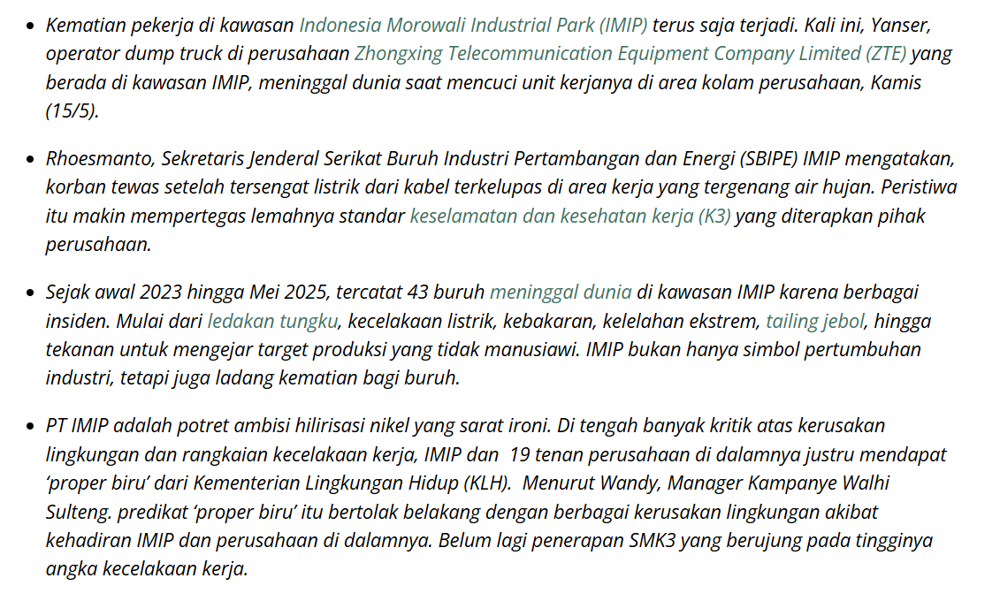 Kematian pekerja di kawasan Indonesia Morowali Industrial Park (IMIP) terus saja terjadi. Kali ini, Yanser,
operator dump truck di perusahaan Zhongxing Telecommunication Equipment Company Limited (ZTE) yang
berada di kawasan IMIP, meninggal dunia saat mencuci unit kerjanya di area kolam perusahaan, Kamis
(15/5).
Rhoesmanto, Sekretaris Jenderal Serikat Buruh Industri Pertambangan dan Energi (SBIPE) IMIP mengatakan,
korban tewas setelah tersengat listrik dari kabel terkelupas di area kerja yang tergenang air hujan. Peristiwa
itu makin mempertegas lemahnya standar keselamatan dan kesehatan kerja (K3) yang diterapkan pihak
perusahaan.
Sejak awal 2023 hingga Mei 2025, tercatat 43 buruh meninggal dunia di kawasan IMIP karena berbagai
insiden. Mulai dari ledakan tungku, kecelakaan listrik, kebakaran, kelelahan ekstrem, tailing jebol, hingga
tekanan untuk mengejar target produksi yang tidak manusiawi. IMIP bukan hanya simbol pertumbuhan
industri, tetapi juga ladang kematian bagi buruh.
PT IMIP adalah potret ambisi hilirisasi nikel yang sarat ironi. Di tengah banyak kritik atas kerusakan
lingkungan dan rangkaian kecelakaan kerja, IMIP dan  19 tenan perusahaan di dalamnya justru mendapat
‘proper biru’ dari Kementerian Lingkungan Hidup (KLH).  Menurut Wandy, Manager Kampanye Walhi
Sulteng. predikat ‘proper biru’ itu bertolak belakang dengan berbagai kerusakan lingkungan akibat
kehadiran IMIP dan perusahaan di dalamnya. Belum lagi penerapan SMK3 yang berujung pada tingginya
angka kecelakaan kerja.